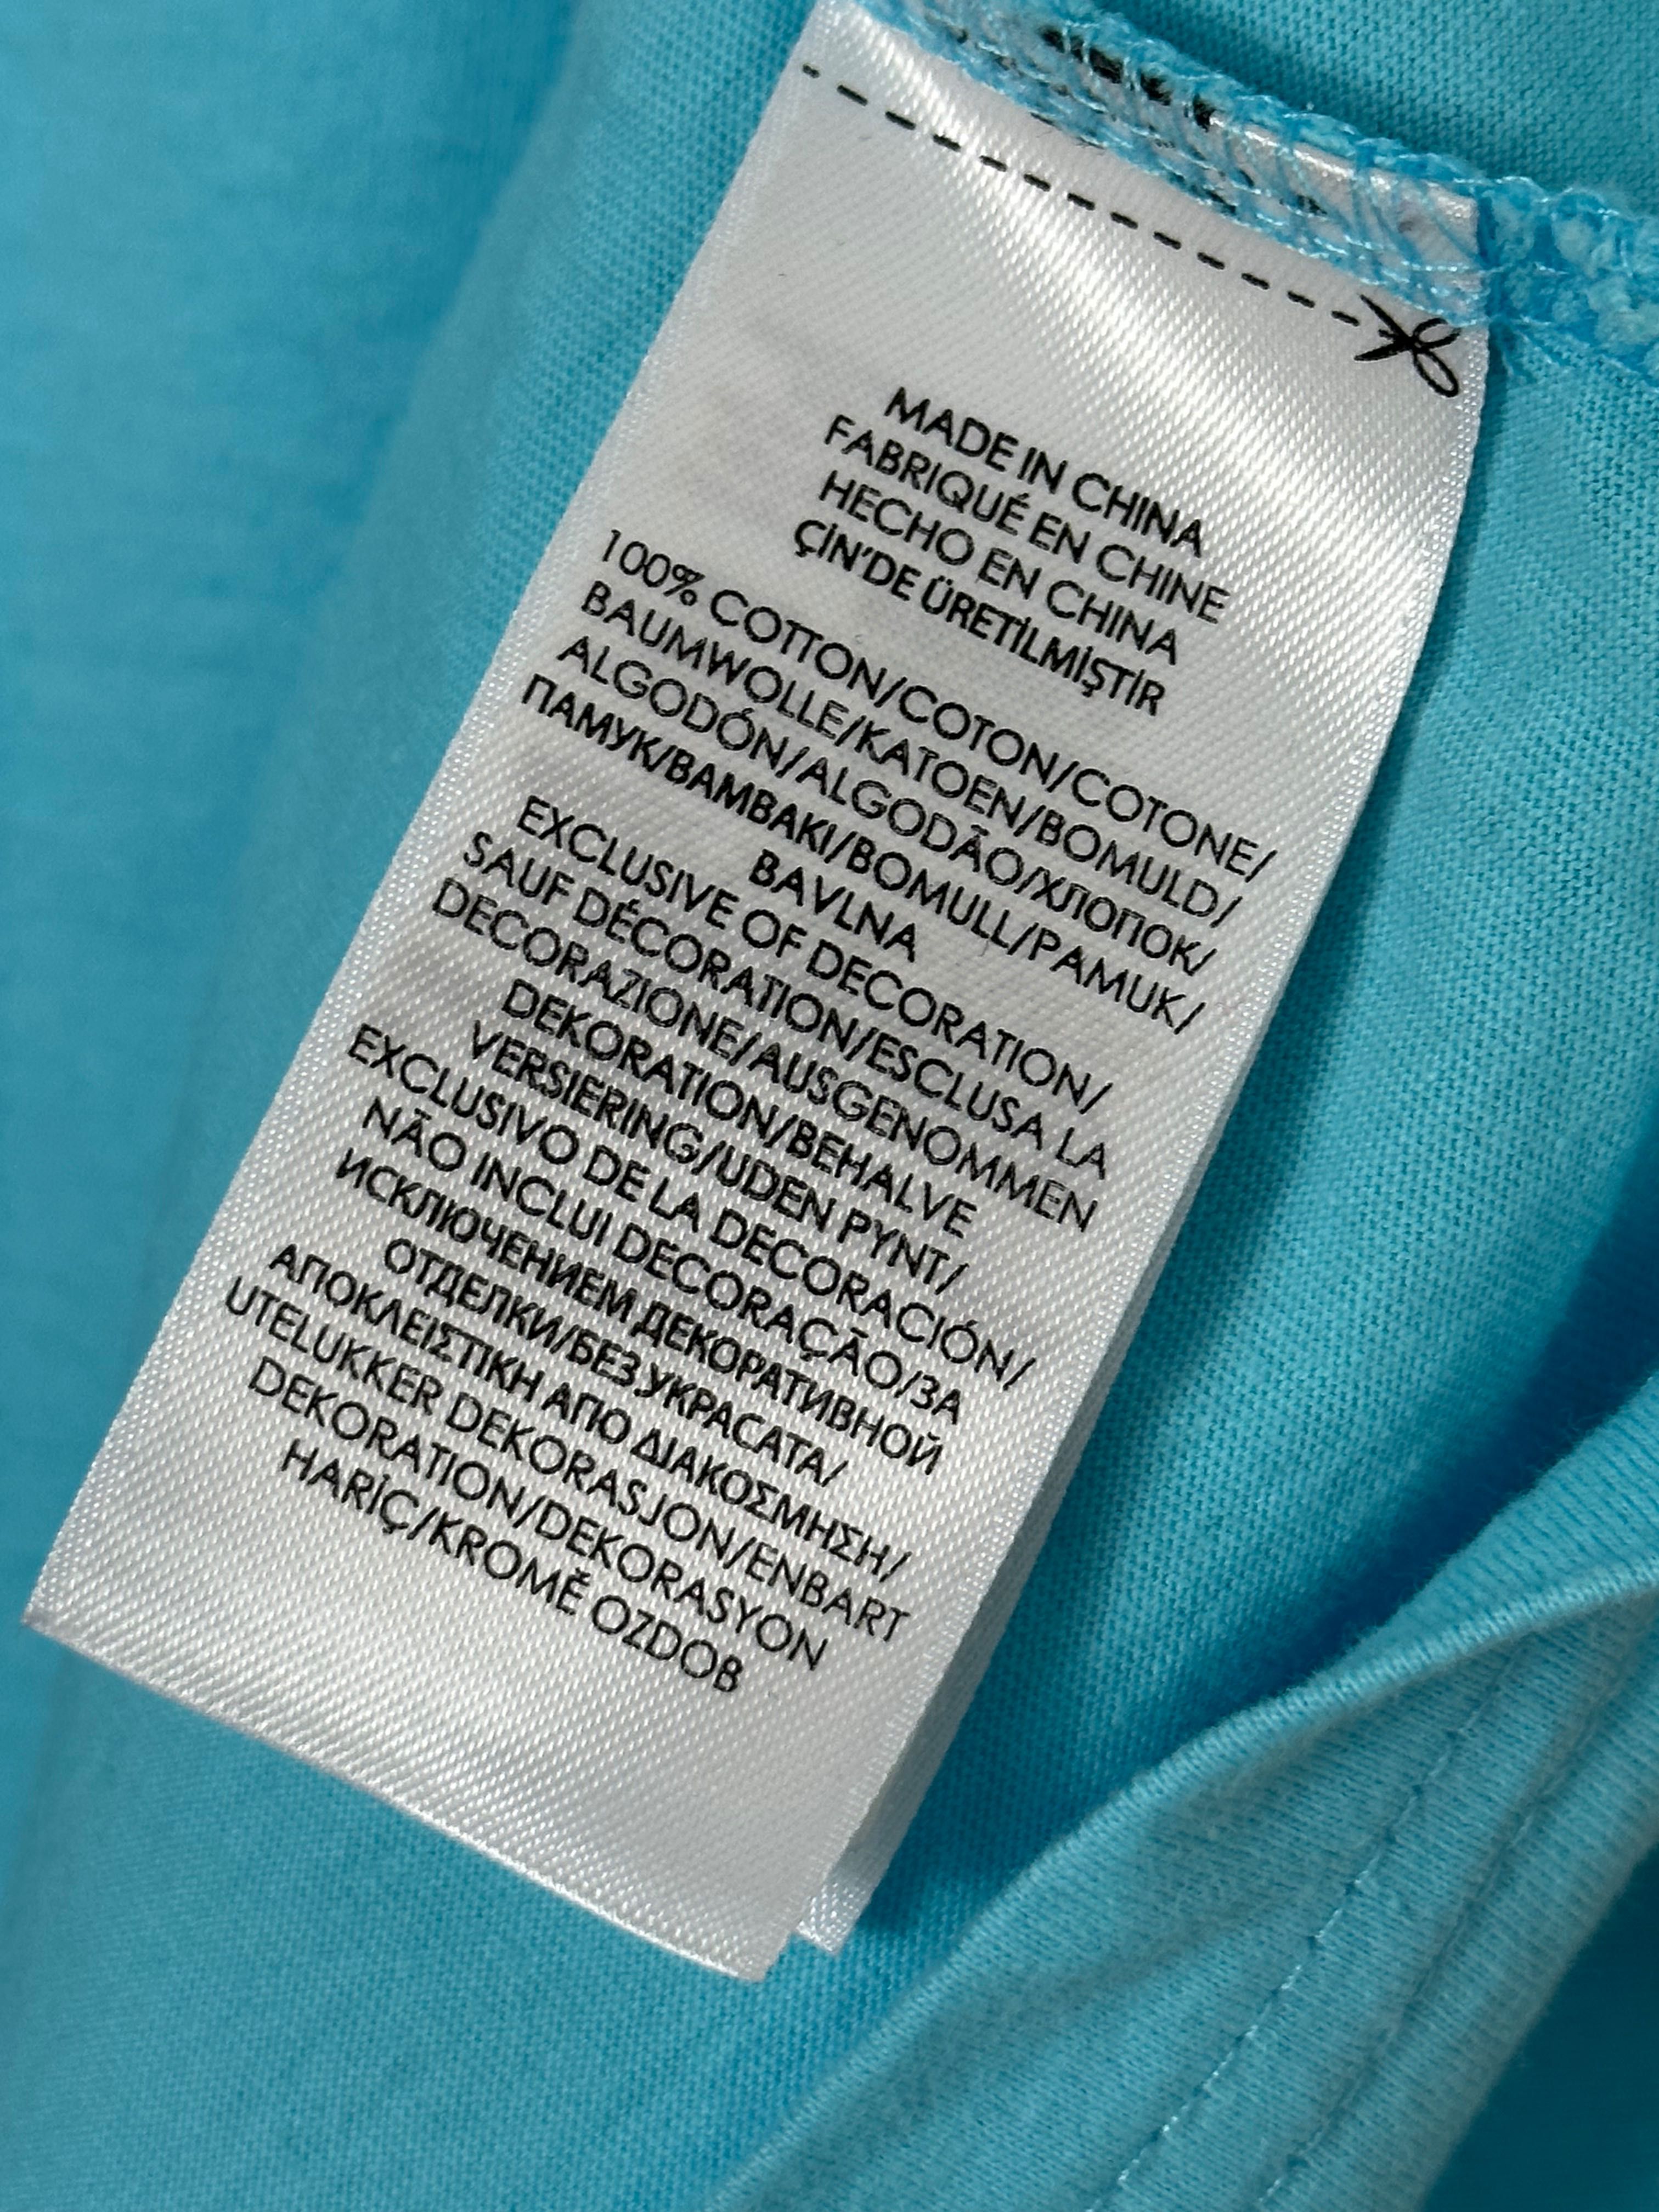 MADE IN CHINA
FABRIQUÉ EN CHINE
HECHO EN CHINA
ÇİN'DE ÜRETİLMİŞTİR
100% COTTON/COTON/COTONE/
BAUMWOLLE/KATOEN/BOMULD/
ALGODÓN/ALGODÃO/ХЛОПОК/
ПАМУК/BAMBAKI/BOMULL/PAMUK/
BAVLNA
EXCLUSIVE OF DECORATION/
SAUF DÉCORATION/ESCLUSA LA
DECORAZIONE/AUSGENOMMEN
DEKORATION/BEHALVE
VERSIERING/UDEN PYNT/
EXCLUSIVO DE LA DECORACIÓN/
NÃO INCLUI DECORAÇÃO/ЗА
ИСКЛЮЧЕНИЕМ ДЕКОРАТИВНОЙ
ОТДЕЛКИ/БЕЗ УКРАСАТА/
ΑΠΟΚΛΕΙΣΤΙΚΗ ΑΠΟ ΔΙΑΚΟΣΜΗΣΗ/
UTELUKKER DEKORASJON/ENBART
DEKORATION/DEKORASYON
HARİÇ/KROMĚ OZDOB